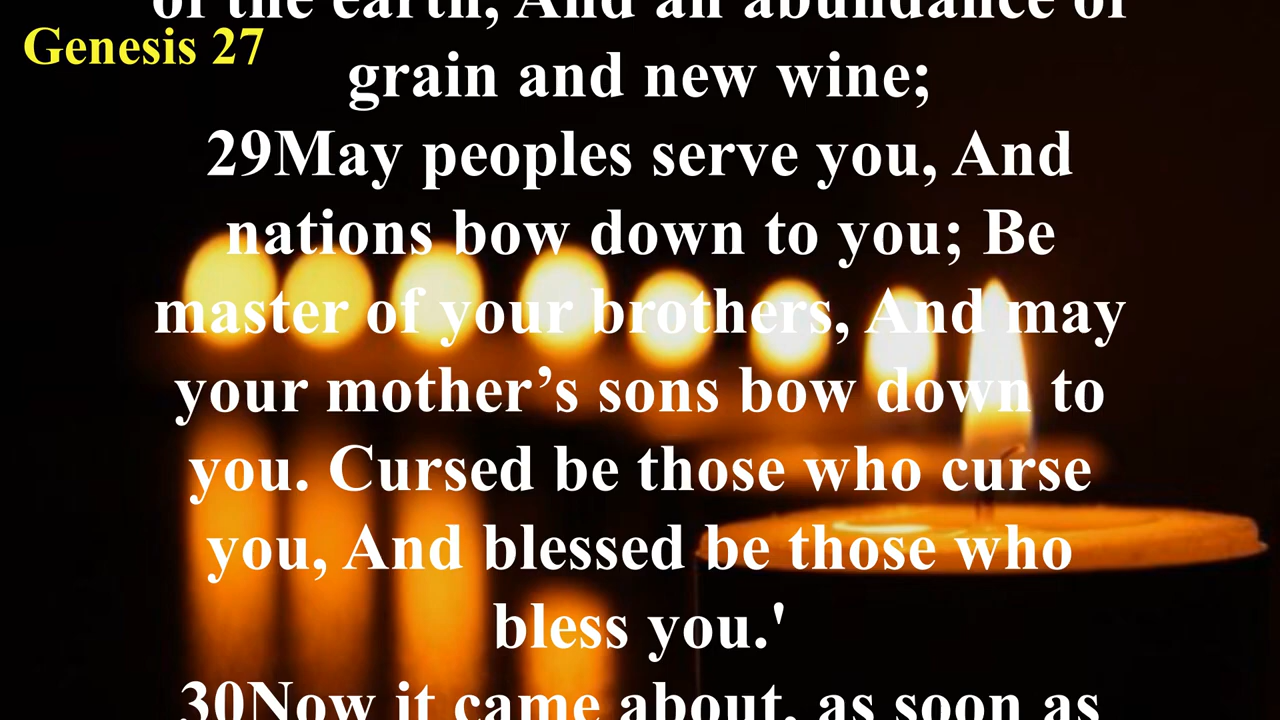 of the earth, And an abundance of
Genesis 27
grain and new wine;
29May peoples serve you, And
nations bow down to you; Be
master of your brothers, And may
your mother’s sons bow down to
you. Cursed be those who curse
you, And blessed be those who
bless you.'
30Now it came about, as soon as